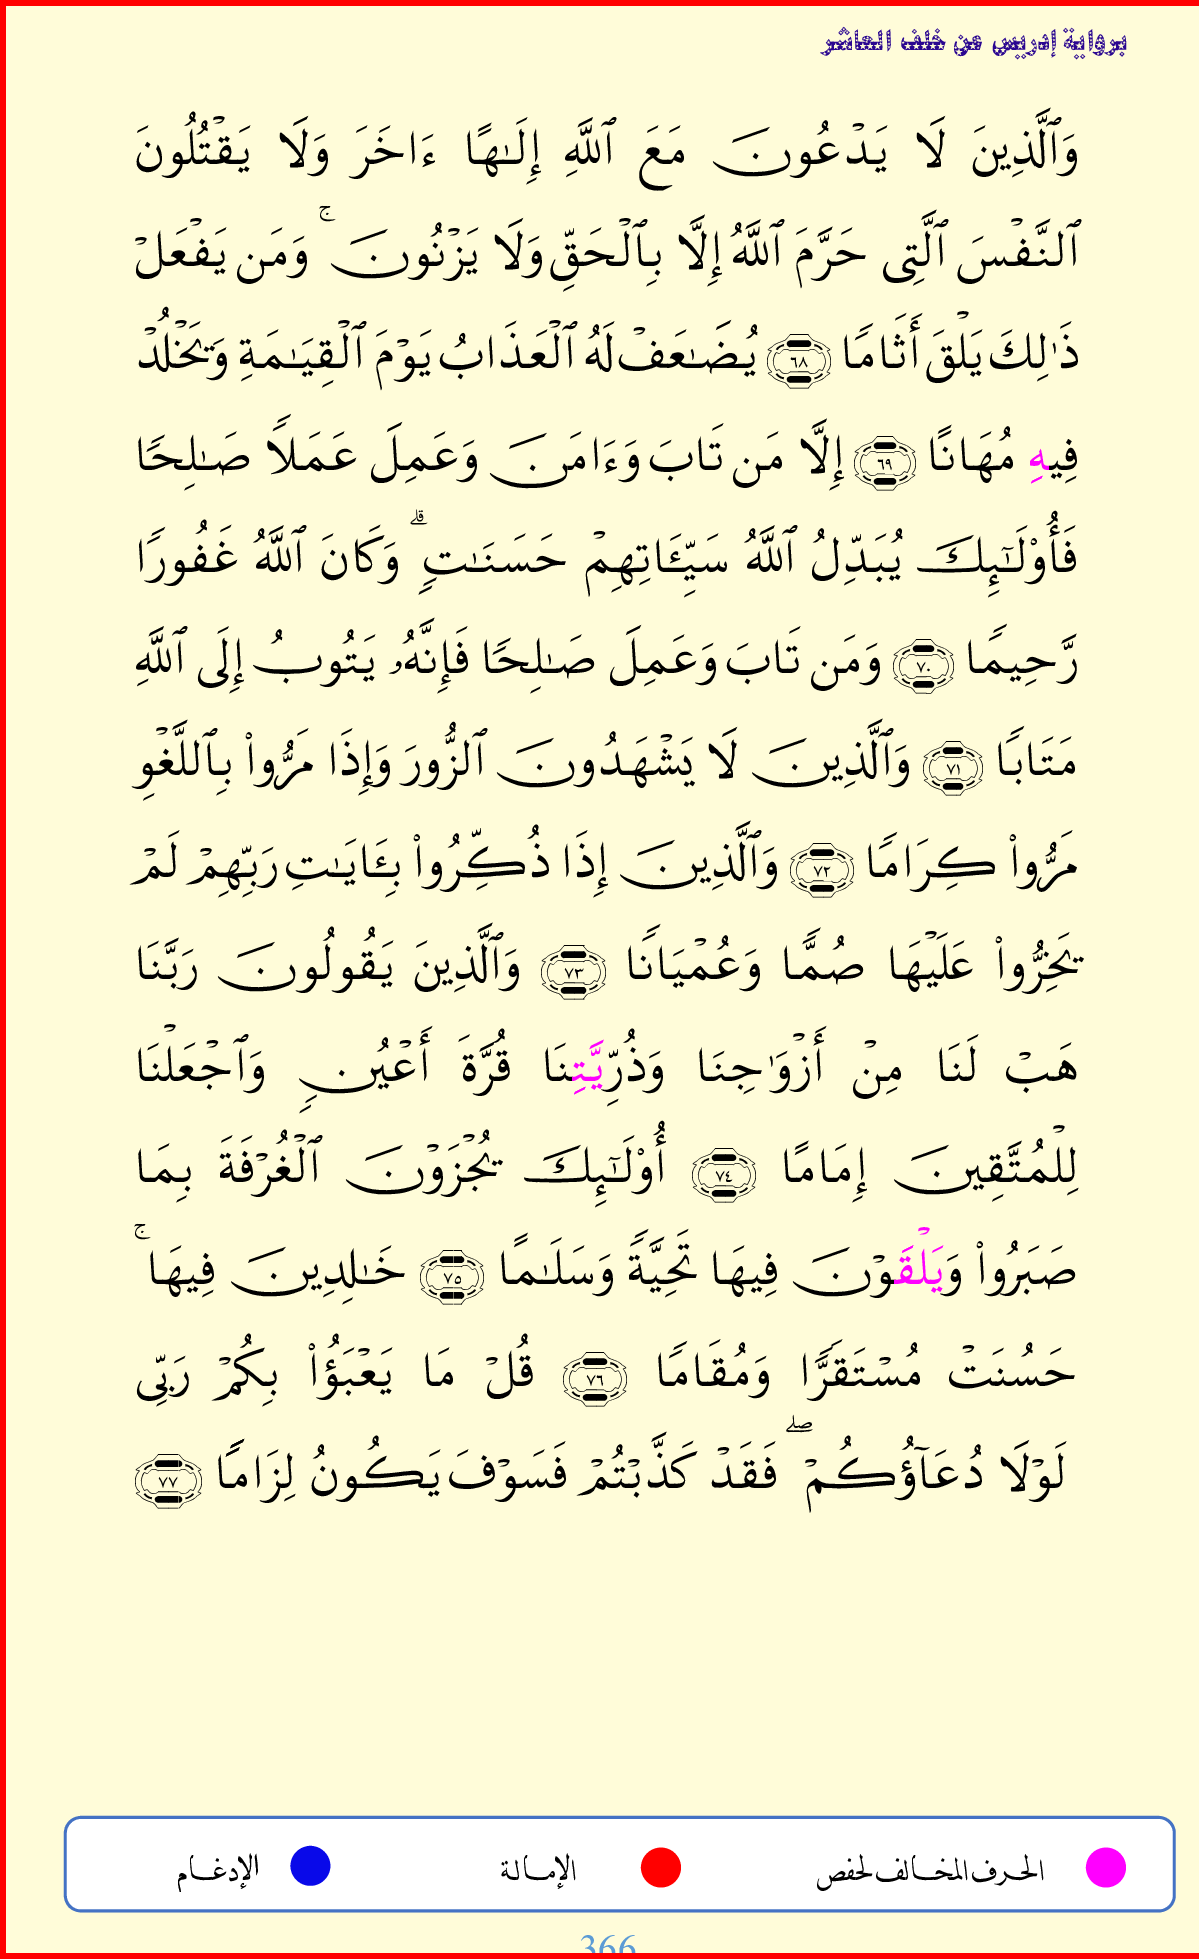 برواية إدريس عن خلف العاشر
وَٱلَّذِينَ لَا يَدْعُونَ مَعَ ٱللَّهِ إِلَـٰهًا ءَاخَرَ وَلَا يَقْتُلُونَ
ٱلنَّفْسَ ٱلَّتِى حَرَّمَ ٱللَّهُ إِلَّا بِٱلْحَقِّ وَلَا يَزْنُونَ ۚ وَمَن يَفْعَلْ
ذَٰلِكَ يَلْقَ أَثَامًا ٦٨ يُضَـٰعَفْ لَهُ ٱلْعَذَابُ يَوْمَ ٱلْقِيَـٰمَةِ وَيَخْلُدْ
فِيهِ مُهَانًا ٦٩ إِلَّا مَن تَابَ وَءَامَنَ وَعَمِلَ عَمَلًا صَـٰلِحًا
فَأُوْلَـٰٓئِكَ يُبَدِّلُ ٱللَّهُ سَيِّـَٔاتِهِمْ حَسَنَـٰتٍ ۗ وَكَانَ ٱللَّهُ غَفُورًا
رَّحِيمًا ٧٠ وَمَن تَابَ وَعَمِلَ صَـٰلِحًا فَإِنَّهُۥ يَتُوبُ إِلَى ٱللَّهِ
مَتَابًا ٧١ وَٱلَّذِينَ لَا يَشْهَدُونَ ٱلزُّورَ وَإِذَا مَرُّوا۟ بِٱللَّغْوِ
مَرُّوا۟ كِرَامًا ٧٢ وَٱلَّذِينَ إِذَا ذُكِّرُوا۟ بِـَٔايَـٰتِ رَبِّهِمْ لَمْ
يَخِرُّوا۟ عَلَيْهَا صُمًّا وَعُمْيَانًا ٧٣ وَٱلَّذِينَ يَقُولُونَ رَبَّنَا
هَبْ لَنَا مِنْ أَزْوَٰجِنَا وَذُرِّيَّتِنَا قُرَّةَ أَعْيُنٍ وَٱجْعَلْنَا
لِلْمُتَّقِينَ إِمَامًا ٧٤ أُوْلَـٰٓئِكَ يُجْزَوْنَ ٱلْغُرْفَةَ بِمَا
صَبَرُوا۟ وَيَلْقَوْنَ فِيهَا تَحِيَّةً وَسَلَـٰمًا ٧٥ خَـٰلِدِينَ فِيهَا ۚ
حَسُنَتْ مُسْتَقَرًّا وَمُقَامًا ٧٦ قُلْ مَا يَعْبَؤُا۟ بِكُمْ رَبِّى
لَوْلَا دُعَآؤُكُمْ ۖ فَقَدْ كَذَّبْتُمْ فَسَوْفَ يَكُونُ لِزَامًا ٧٧
الحرف المخالف لحفص الإمالة الإدغام
366